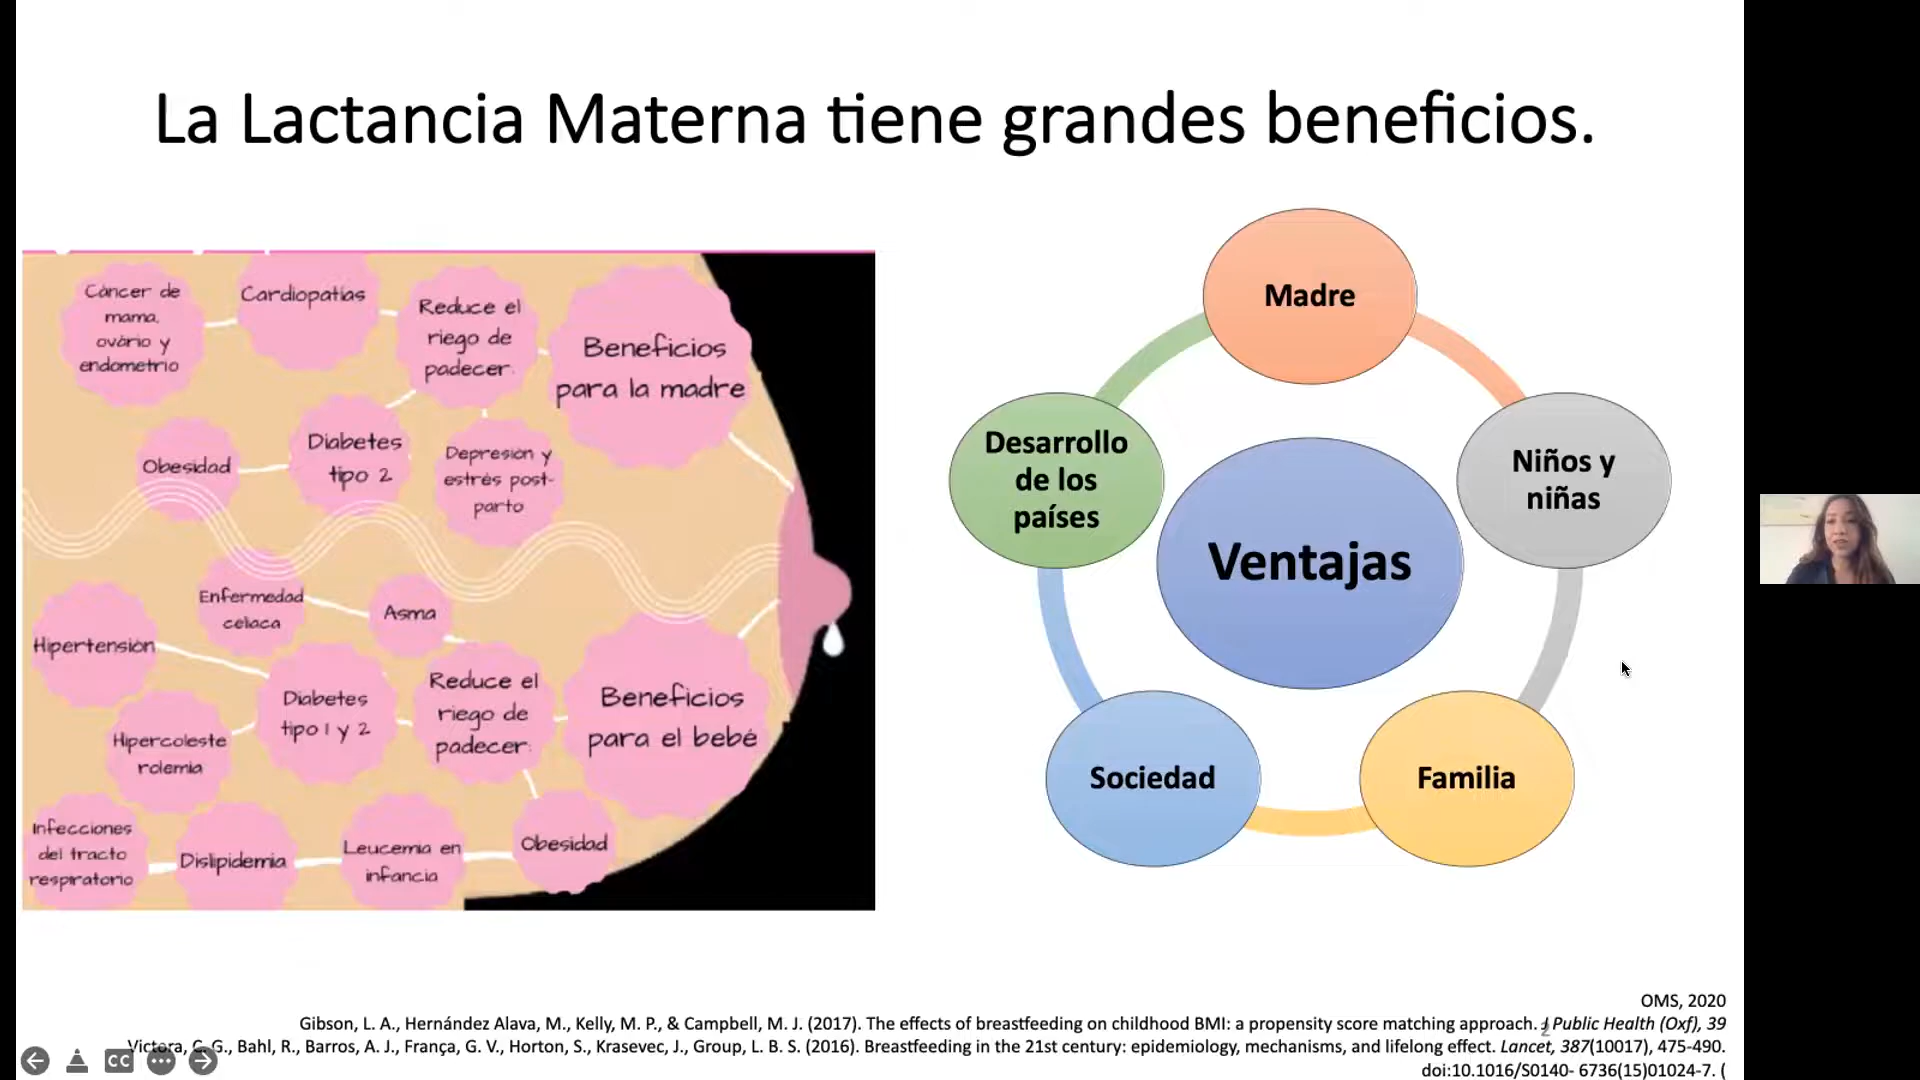 La Lactancia Materna tiene grandes beneficios.
Cáncer de
mama,
ovário y
endometrio
Cardiopatías
Reduce el
riego de
padecer:
Beneficios
para la madre
Obesidad
Diabetes
tipo 2
Depresión y
estrés post-
parto
Enfermedad
celíaca
Asma
Hipertensión
Diabetes
tipo 1 y 2
Reduce el
riego de
padecer:
Beneficios
para el bebé
Hipercoleste
rolemia
Infecciones
del tracto
respiratorio
Dislipidemia
Leucemia en
infancia
Obesidad
Madre
Niños y
niñas
Familia
Sociedad
Desarrollo
de los
países
Ventajas
OMS, 2020
Gibson, L. A., Hernández Alava, M., Kelly, M. P., & Campbell, M. J. (2017). The effects of breastfeeding on childhood BMI: a propensity score matching approach. J Public Health (Oxf), 39
2
Victora, C. G., Bahl, R., Barros, A. J., França, G. V., Horton, S., Krasevec, J., Group, L. B. S. (2016). Breastfeeding in the 21st century: epidemiology, mechanisms, and lifelong effect. Lancet, 387(10017), 475-490.
doi:10.1016/S0140- 6736(15)01024-7. (
CC